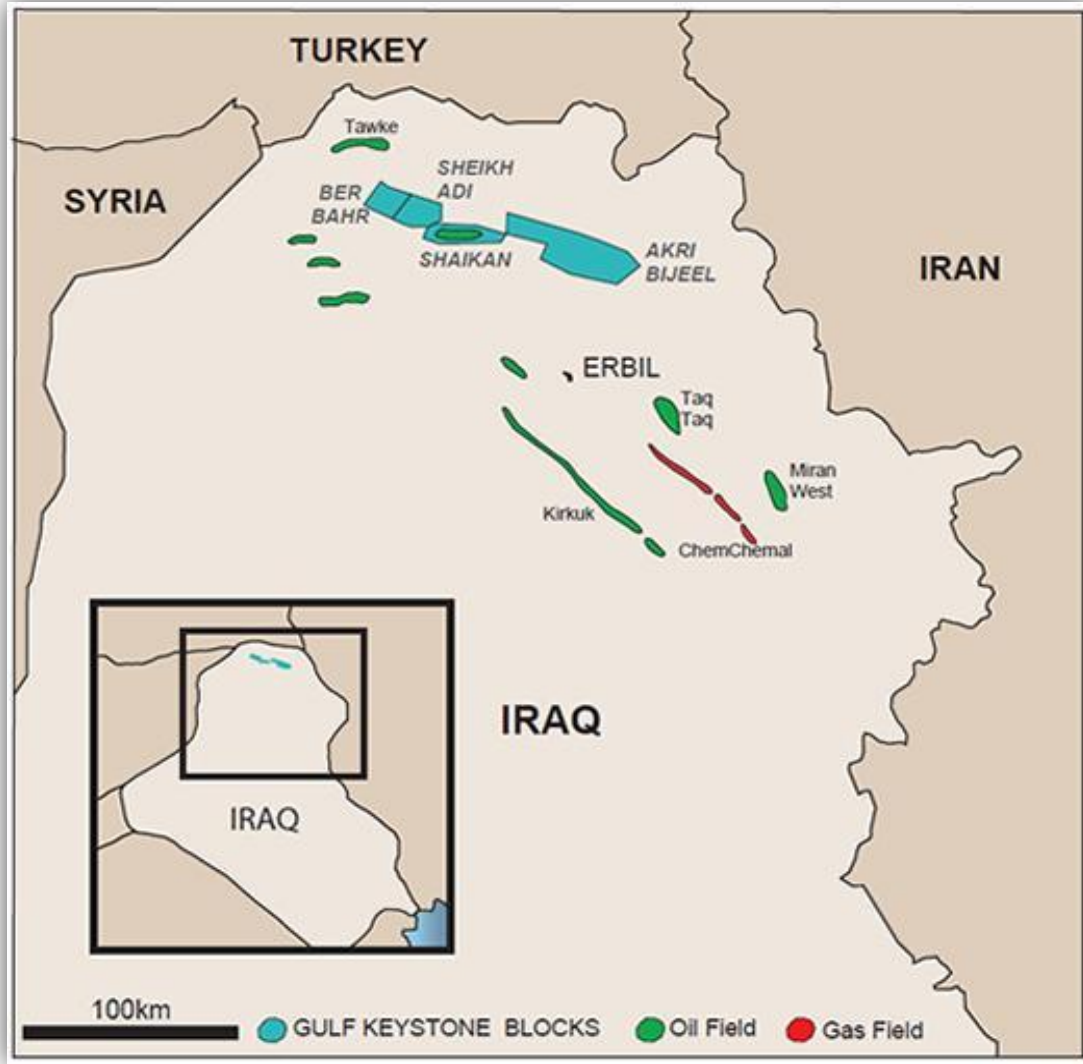 TURKEY
Tawke
SHEIKH
ADI
BER
BAHR
SYRIA
SHAIKAN
AKRI
BIJEEL
IRAN
ERBIL
Taq
Taq
Miran
West
Kirkuk
ChemChemal
IRAQ
IRAQ
100km
GULF KEYSTONE BLOCKS
Oil Field
Gas Field